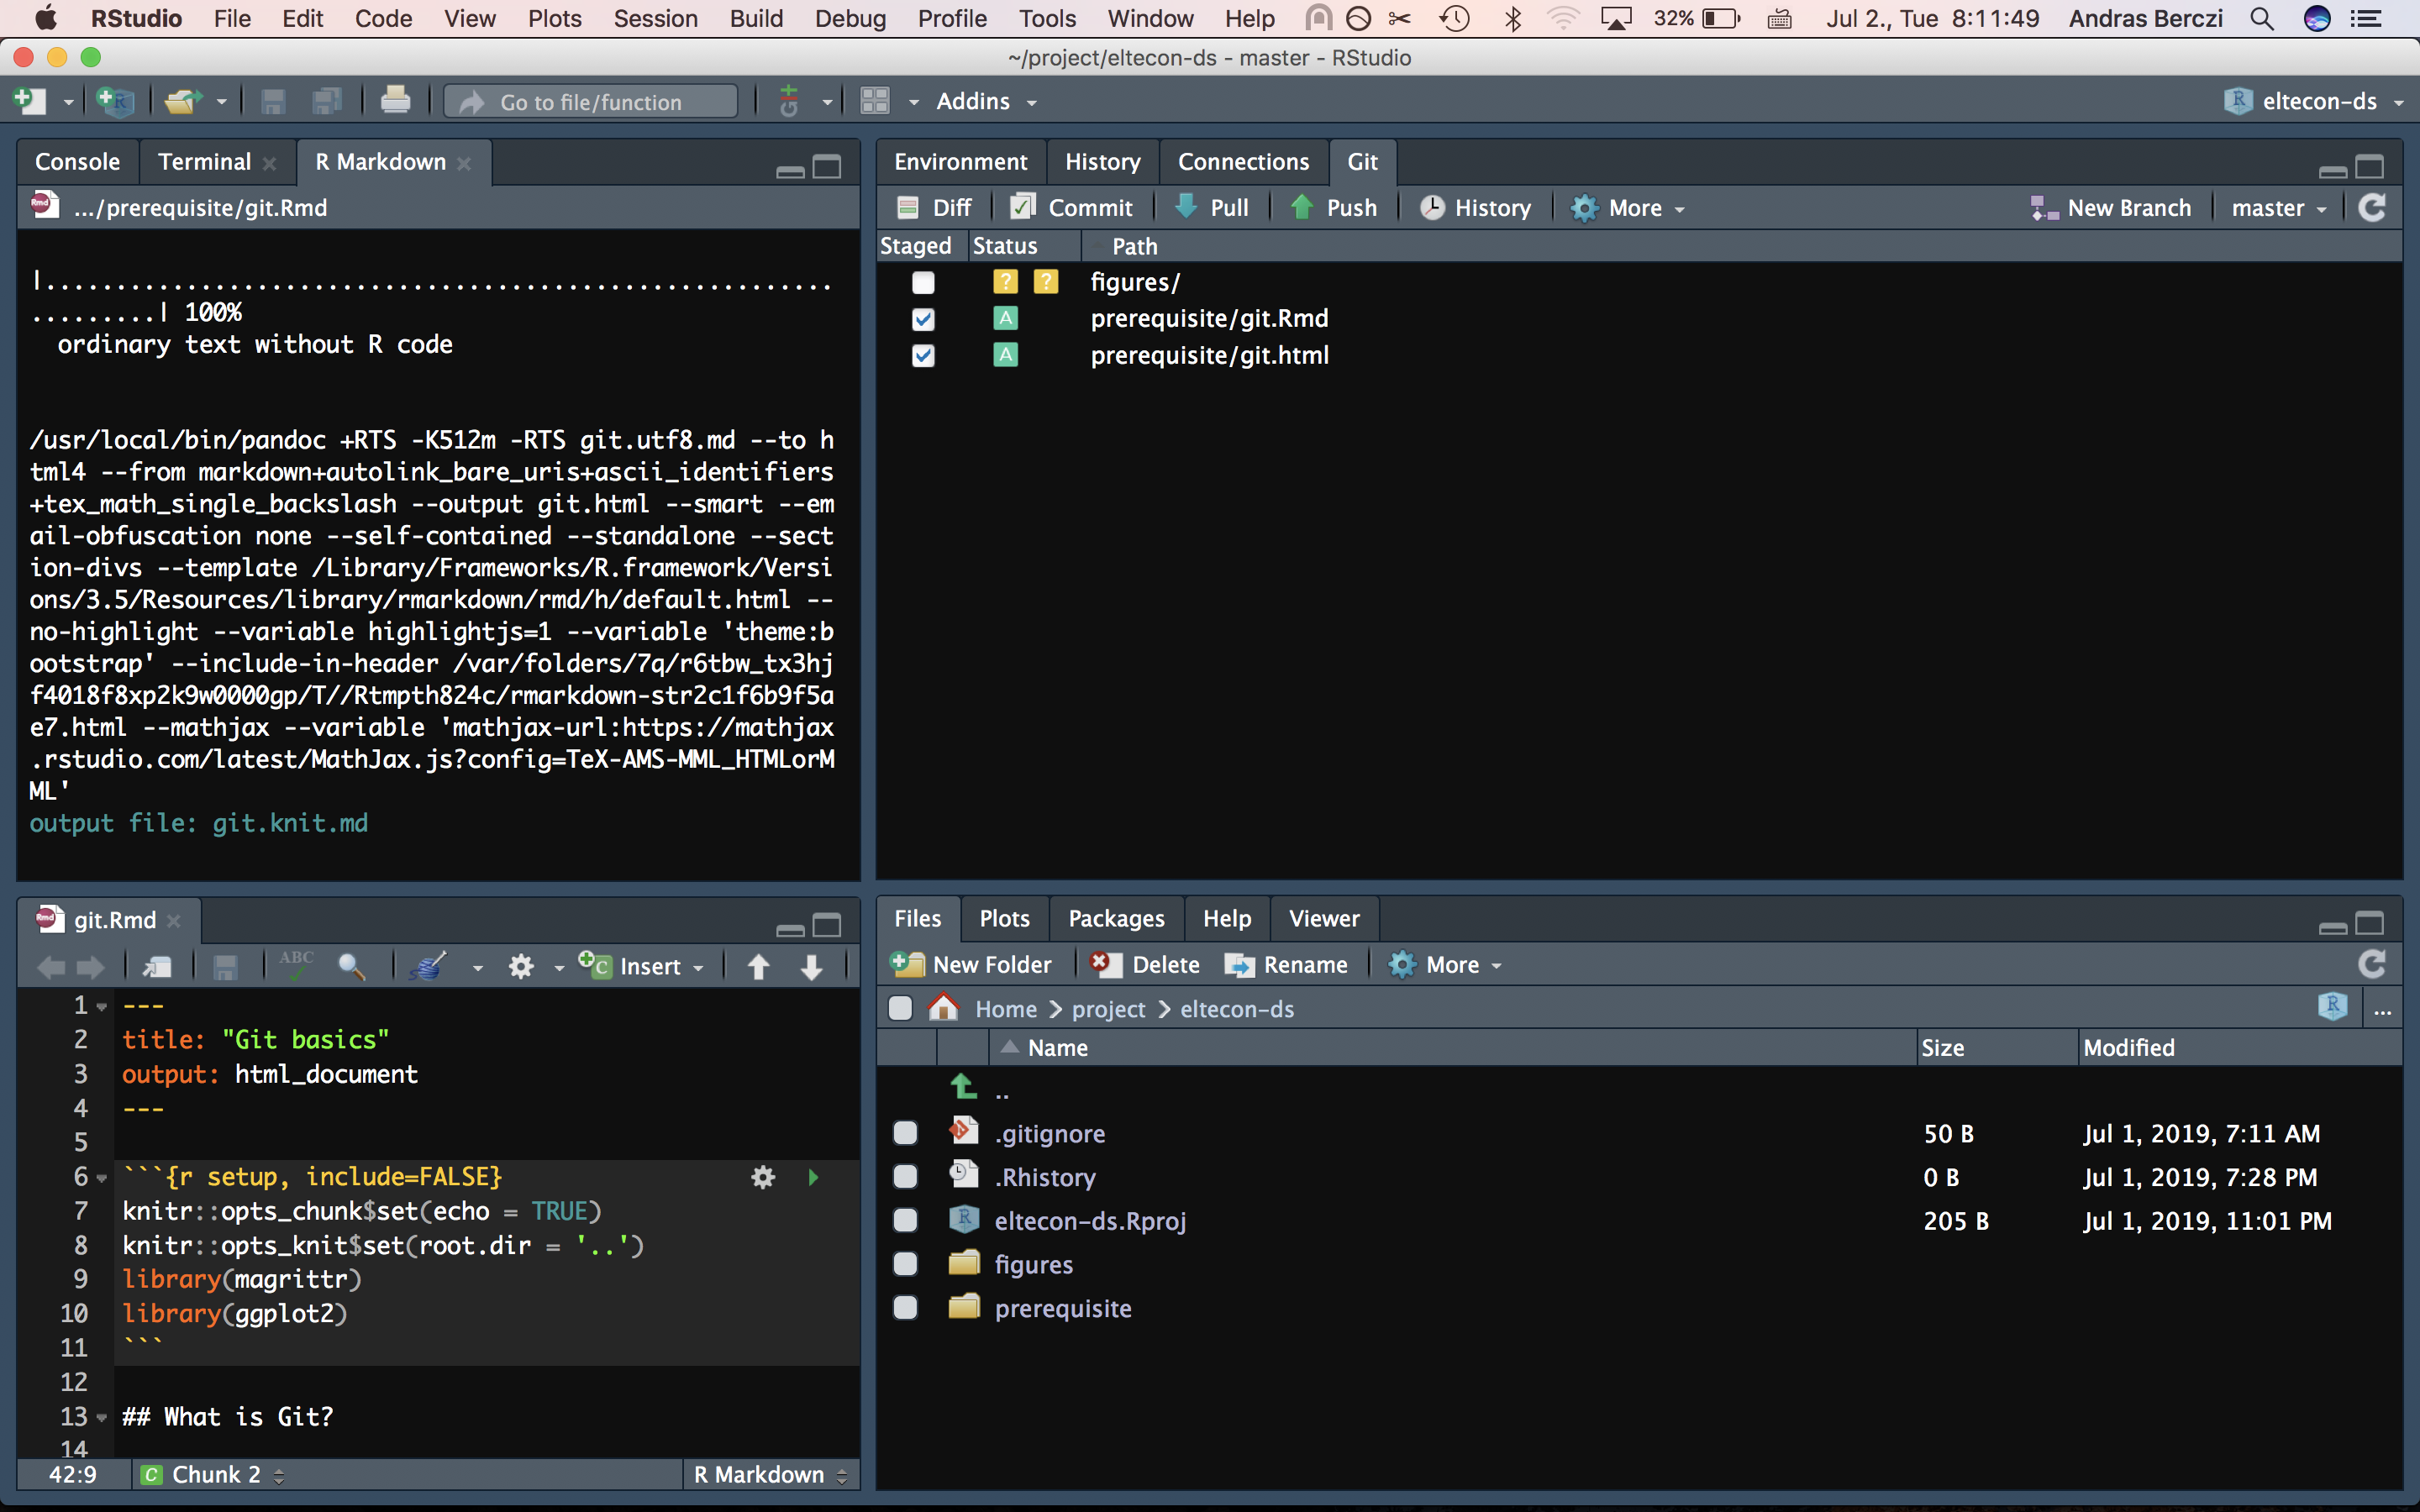 RStudio File Edit Code View Plots Session Build Debug Profile Tools Window Help 32% Jul 2., Tue 8:11:49 Andras Berczi
~/project/eltecon-ds - master - RStudio
Go to file/function Addins eltecon-ds
Console Terminal R Markdown
.../prerequisite/git.Rmd
|........................................................
.........| 100%
ordinary text without R code
/usr/local/bin/pandoc +RTS -K512m -RTS git.utf8.md --to h
tml4 --from markdown+autolink_bare_uris+ascii_identifiers
+tex_math_single_backslash --output git.html --smart --em
ail-obfuscation none --self-contained --standalone --sect
ion-divs --template /Library/Frameworks/R.framework/Versi
ons/3.5/Resources/library/rmarkdown/rmd/h/default.html --
no-highlight --variable highlightjs=1 --variable 'theme:b
ootstrap' --include-in-header /var/folders/7q/r6tbw_tx3hj
f4018f8xp2k9w0000gp/T//Rtmpth824c/rmarkdown-str2c1f6b9f5a
e7.html --mathjax --variable 'mathjax-url:https://mathjax
.rstudio.com/latest/MathJax.js?config=TeX-AMS-MML_HTMLorM
ML'
output file: git.knit.md
Environment History Connections Git
Diff Commit Pull Push History More New Branch master
Staged Status Path
? ? figures/
A prerequisite/git.Rmd
A prerequisite/git.html
git.Rmd
ABC Insert
1 ---
2 title: "Git basics"
3 output: html_document
4 ---
5
6 ```{r setup, include=FALSE}
7 knitr::opts_chunk$set(echo = TRUE)
8 knitr::opts_knit$set(root.dir = '..')
9 library(magrittr)
10 library(ggplot2)
11 ```
12
13 ## What is Git?
14
42:9 C Chunk 2 R Markdown
Files Plots Packages Help Viewer
New Folder Delete Rename More
Home project eltecon-ds ...
Name Size Modified
..
.gitignore 50 B Jul 1, 2019, 7:11 AM
.Rhistory 0 B Jul 1, 2019, 7:28 PM
eltecon-ds.Rproj 205 B Jul 1, 2019, 11:01 PM
figures
prerequisite